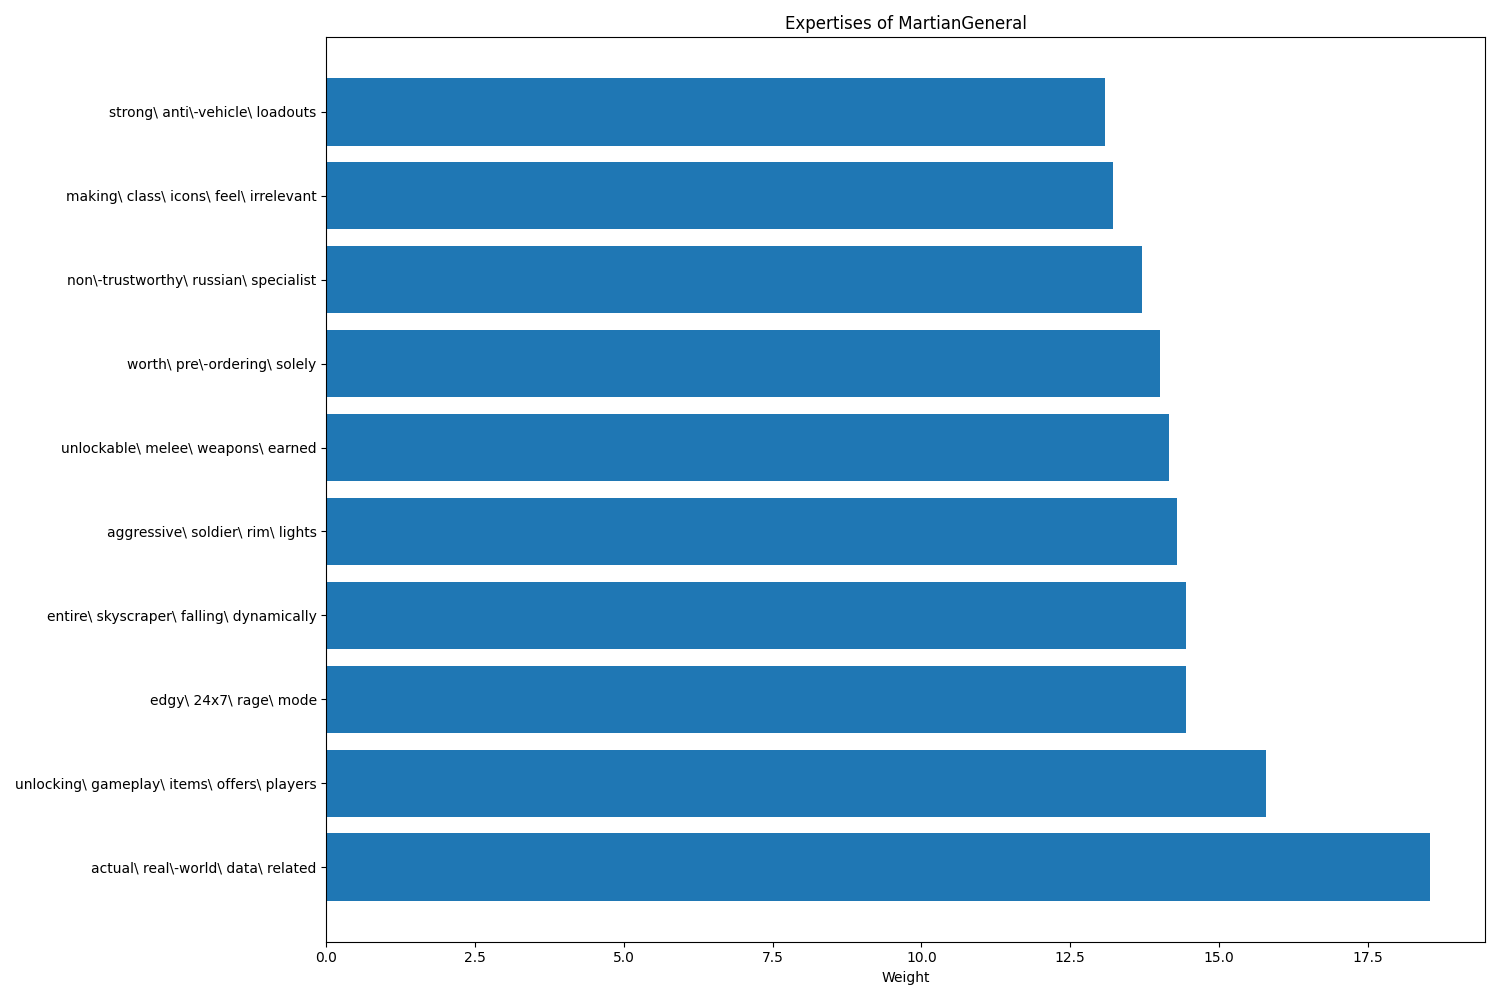 Expertises of MartianGeneral
strong\ anti\-vehicle\ loadouts
making\ class\ icons\ feel\ irrelevant
non\-trustworthy\ russian\ specialist
worth\ pre\-ordering\ solely
unlockable\ melee\ weapons\ earned
aggressive\ soldier\ rim\ lights
entire\ skyscraper\ falling\ dynamically
edgy\ 24x7\ rage\ mode
unlocking\ gameplay\ items\ offers\ players
actual\ real\-world\ data\ related
0.0 2.5 5.0 7.5 10.0 12.5 15.0 17.5
Weight